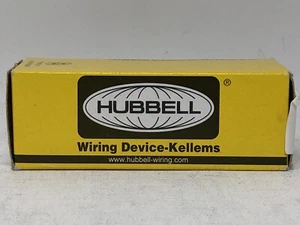 HUBBELL
®
Wiring Device-Kellems
www.hubbell-wiring.com